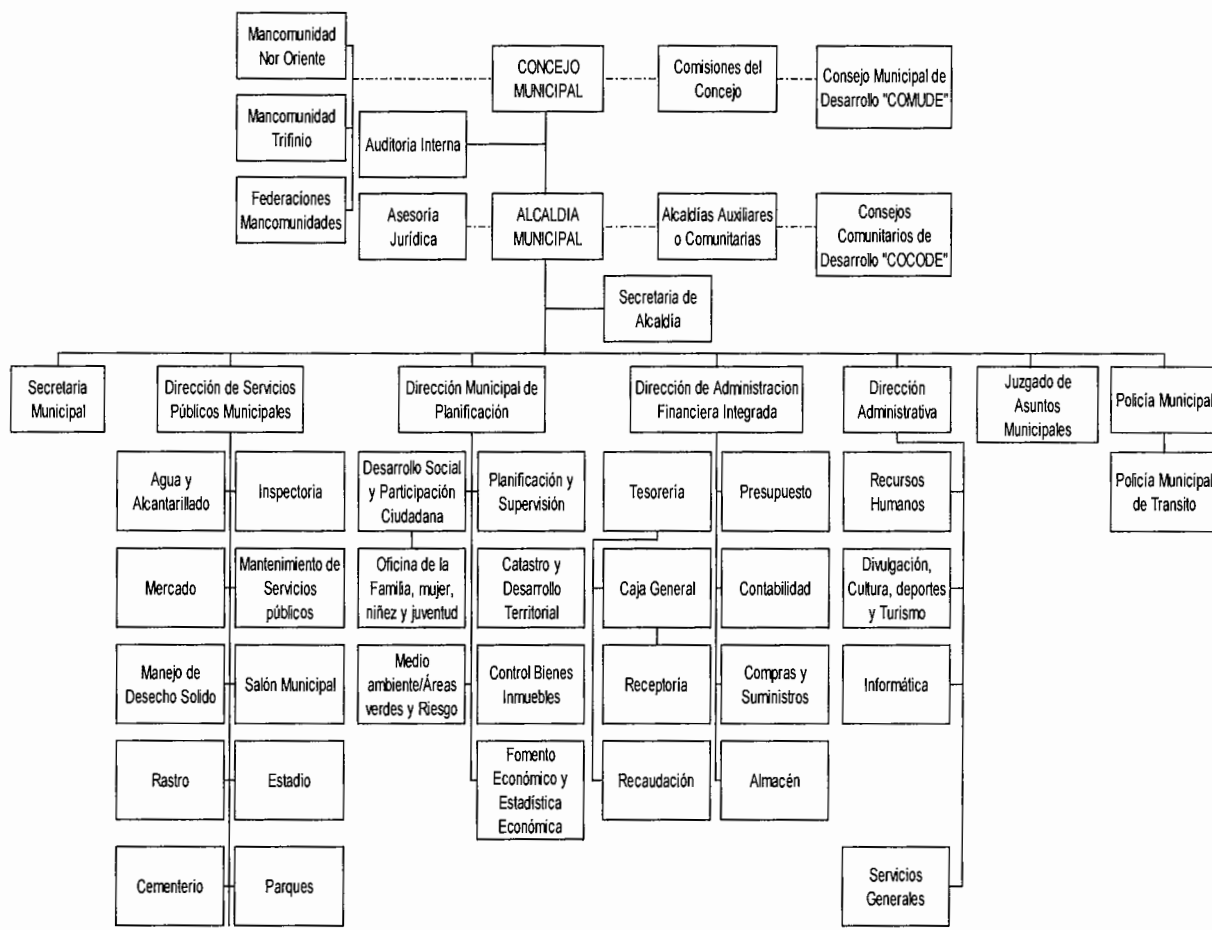 Mancomunidad
Nor Oriente
CONCEJO
MUNICIPAL
Comisiones del
Concejo
Consejo Municipal de
Desarrollo "COMUDE"
Mancomunidad
Trifinio
Auditoria Interna
Federaciones
Mancomunidades
Asesoría
Jurídica
ALCALDIA
MUNICIPAL
Alcaldías Auxiliares
o Comunitarias
Consejos
Comunitarios de
Desarrollo "COCODE"
Secretaria de
Alcaldía
Secretaria
Municipal
Dirección de Servicios
Públicos Municipales
Dirección Municipal de
Planificación
Dirección de Administracion
Financiera Integrada
Dirección
Administrativa
Juzgado de
Asuntos
Municipales
Policía Municipal
Agua y
Alcantarillado
Inspectoria
Desarrollo Social
y Participación
Ciudadana
Planificación y
Supervisión
Tesorería
Presupuesto
Recursos
Humanos
Policía Municipal
de Transito
Mercado
Mantenimiento de
Servicios
públicos
Oficina de la
Familia, mujer,
niñez y juventud
Catastro y
Desarrollo
Territorial
Caja General
Contabilidad
Divulgación,
Cultura, deportes
y Turismo
Manejo de
Desecho Solido
Salón Municipal
Medio
ambiente/Áreas
verdes y Riesgo
Control Bienes
Inmuebles
Receptoria
Compras y
Suministros
Informática
Rastro
Estadio
Fomento
Económico y
Estadística
Económica
Recaudación
Almacén
Cementerio
Parques
Servicios
Generales